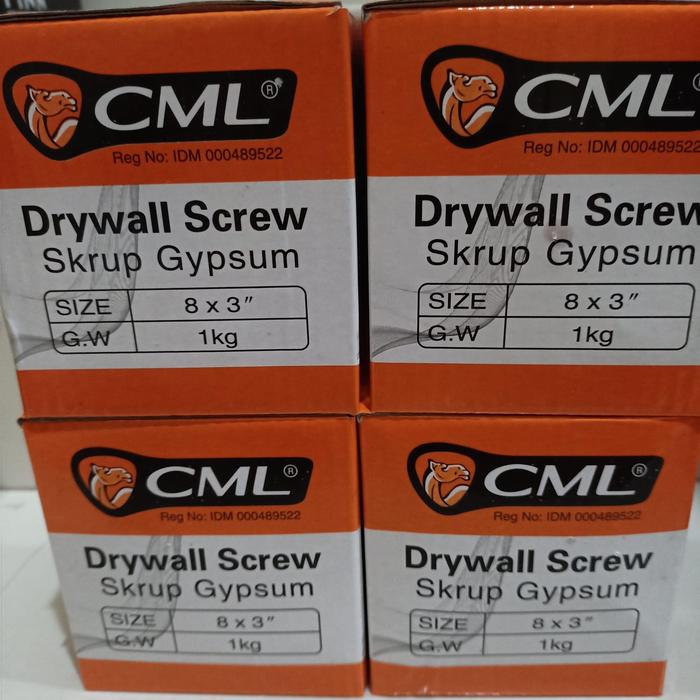 CML®
Reg No: IDM 000489522
Drywall Screw
Skrup Gypsum
SIZE 8 x 3"
G.W 1kg
CML
Reg No: IDM 000489522
Drywall Screw
Skrup Gypsum
SIZE 8 x 3"
G.W 1kg
CML®
Reg No: IDM 000489522
Drywall Screw
Skrup Gypsum
SIZE 8 x 3"
G.W 1kg
CML®
Reg No: IDM 000489522
Drywall Screw
Skrup Gypsum
SIZE 8 x 3"
G.W 1kg